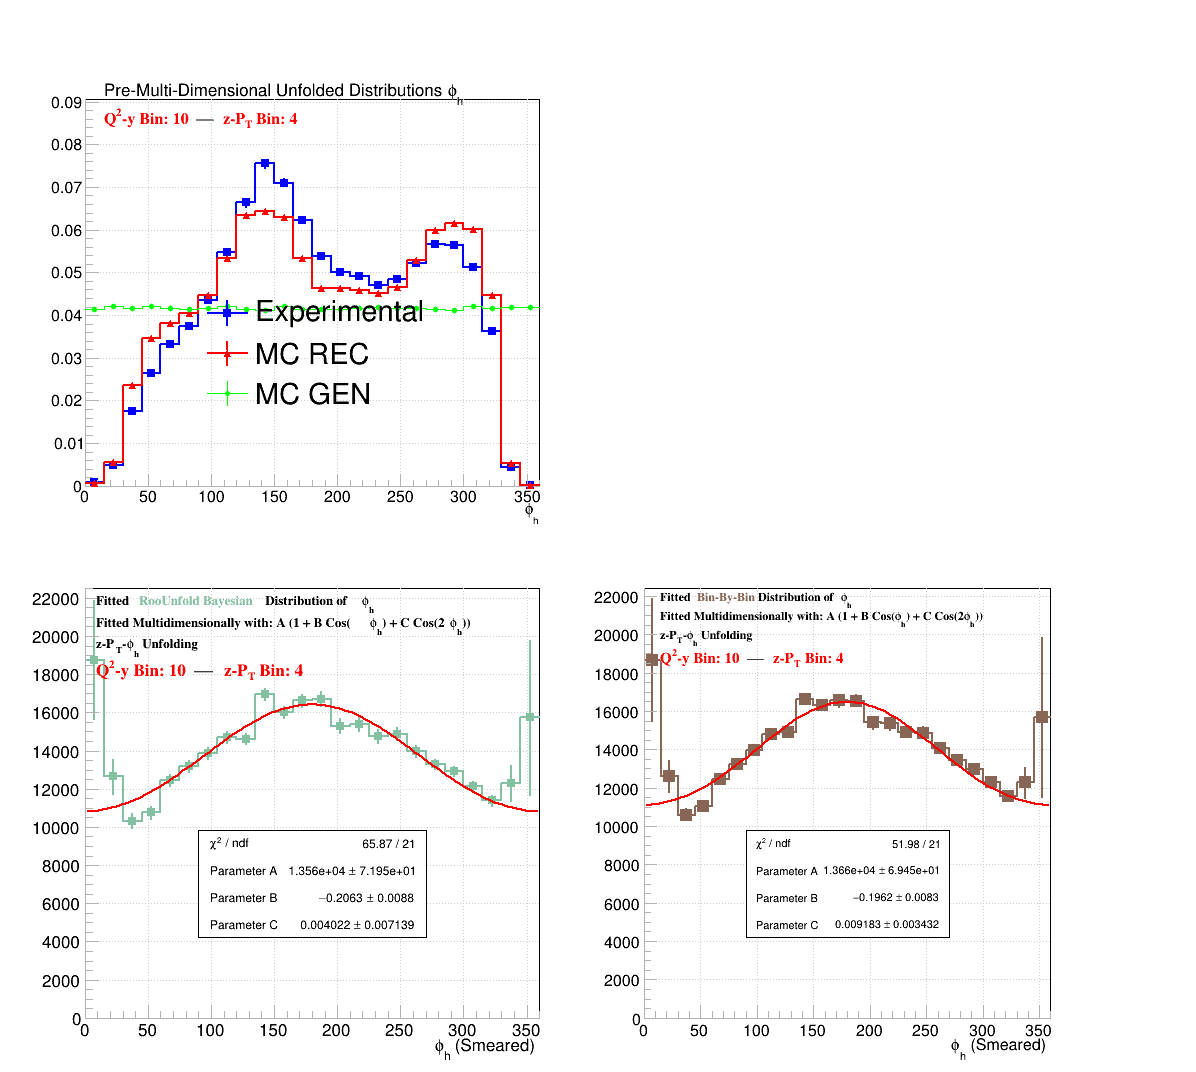 Pre-Multi-Dimensional Unfolded Distributions ϕh
Q2-y Bin: 10 — z-PT Bin: 4
0.09
0.08
0.07
0.06
0.05
0.04
0.03
0.02
0.01
0
Experimental
MC REC
MC GEN
0 50 100 150 200 250 300 350
ϕh
Fitted RooUnfold Bayesian Distribution of ϕh
Fitted Multidimensionally with: A (1 + B Cos( ϕh) + C Cos(2 ϕh))
z-PT-ϕh Unfolding
Q2-y Bin: 10 — z-PT Bin: 4
22000
20000
18000
16000
14000
12000
10000
8000
6000
4000
2000
0
χ2 / ndf 65.87 / 21
Parameter A 1.356e+04 ± 7.195e+01
Parameter B −0.2063 ± 0.0088
Parameter C 0.004022 ± 0.007139
0 50 100 150 200 250 300 350
ϕh (Smeared)
Fitted Bin-By-Bin Distribution of ϕh
Fitted Multidimensionally with: A (1 + B Cos(ϕh) + C Cos(2ϕh))
z-PT-ϕh Unfolding
Q2-y Bin: 10 — z-PT Bin: 4
22000
20000
18000
16000
14000
12000
10000
8000
6000
4000
2000
0
χ2 / ndf 51.98 / 21
Parameter A 1.366e+04 ± 6.945e+01
Parameter B −0.1962 ± 0.0083
Parameter C 0.009183 ± 0.003432
0 50 100 150 200 250 300 350
ϕh (Smeared)